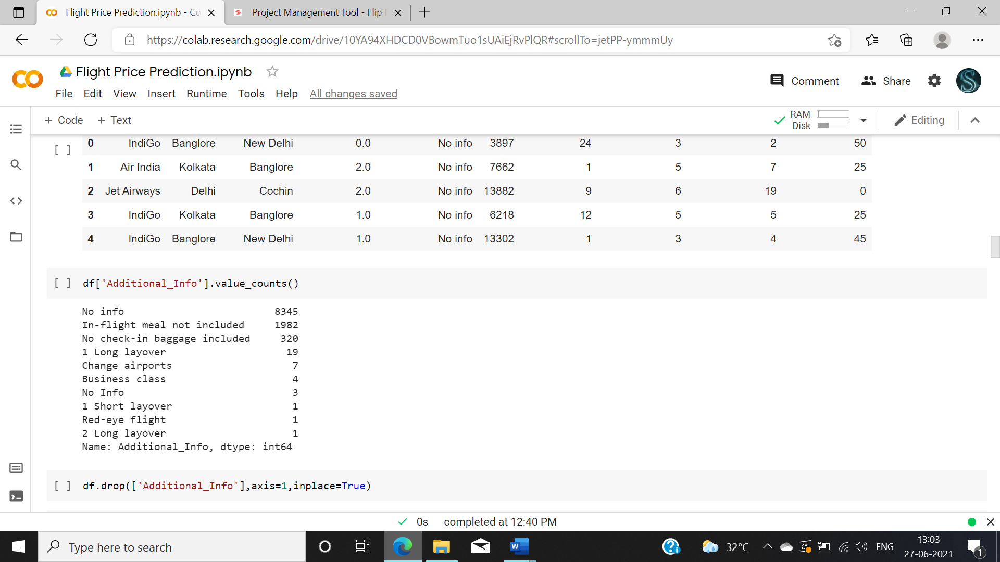 Flight Price Prediction.ipynb - Co
Project Management Tool - Flip
https://colab.research.google.com/drive/10YA94XHDCD0VBowmTuo1sUAiEjRvPlQR#scrollTo=jetPP-ymmmUy
CO
Flight Price Prediction.ipynb
Comment
Share
S
File Edit View Insert Runtime Tools Help All changes saved
+ Code + Text
RAM
Disk
Editing
[ ]
0 IndiGo Banglore New Delhi 0.0 No info 3897 24 3 2 50
1 Air India Kolkata Banglore 2.0 No info 7662 1 5 7 25
2 Jet Airways Delhi Cochin 2.0 No info 13882 9 6 19 0
3 IndiGo Kolkata Banglore 1.0 No info 6218 12 5 5 25
4 IndiGo Banglore New Delhi 1.0 No info 13302 1 3 4 45
[ ] df['Additional_Info'].value_counts()
No info 8345
In-flight meal not included 1982
No check-in baggage included 320
1 Long layover 19
Change airports 7
Business class 4
No Info 3
1 Short layover 1
Red-eye flight 1
2 Long layover 1
Name: Additional_Info, dtype: int64
[ ] df.drop(['Additional_Info'],axis=1,inplace=True)
0s completed at 12:40 PM
Type here to search
W
32°C
ENG
13:03
27-06-2021
1